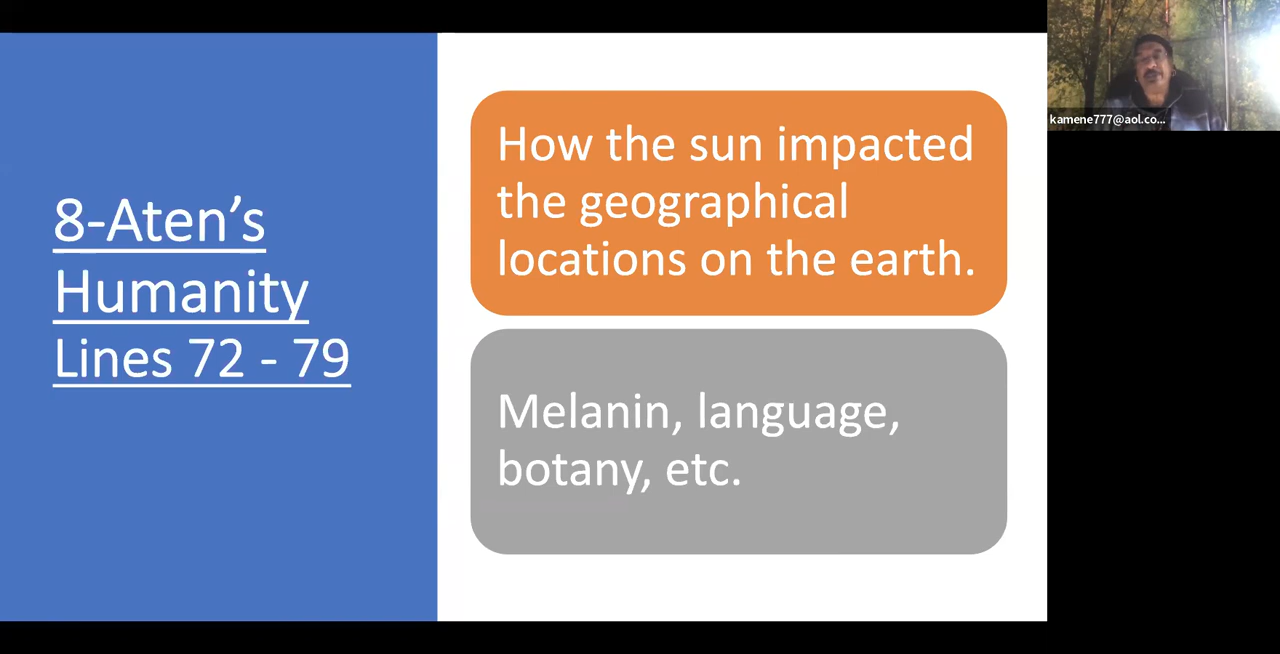 8-Aten’s
Humanity
Lines 72 - 79
How the sun impacted
the geographical
locations on the earth.
Melanin, language,
botany, etc.
kamene777@aol.co...